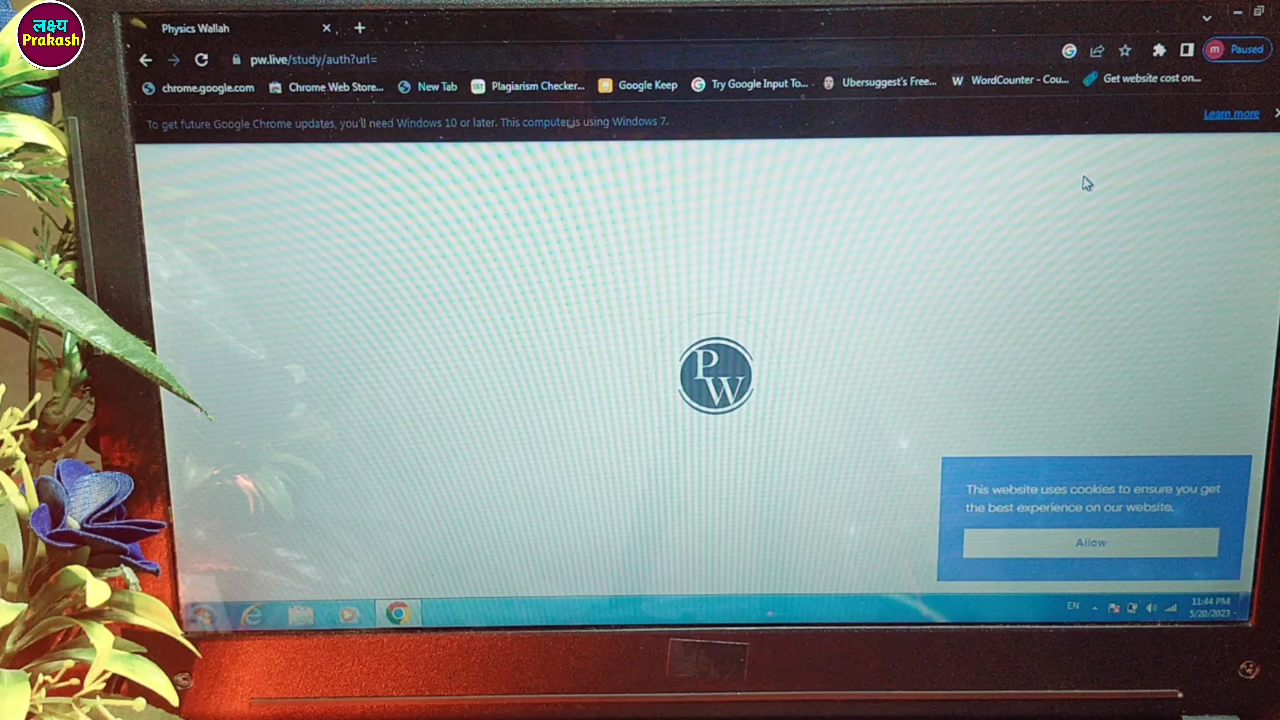 लक्ष्य
Prakash
Physics Wallah
pw.live/study/auth?url=
m Paused
chrome.google.com
Chrome Web Store...
New Tab
Plagiarism Checker...
Google Keep
Try Google Input To...
Ubersuggest's Free...
W WordCounter - Cou...
Get website cost on...
To get future Google Chrome updates, you'll need Windows 10 or later. This computer is using Windows 7.
Learn more
PW
This website uses cookies to ensure you get
the best experience on our website.
Allow
EN
11:44 PM
5/20/2023